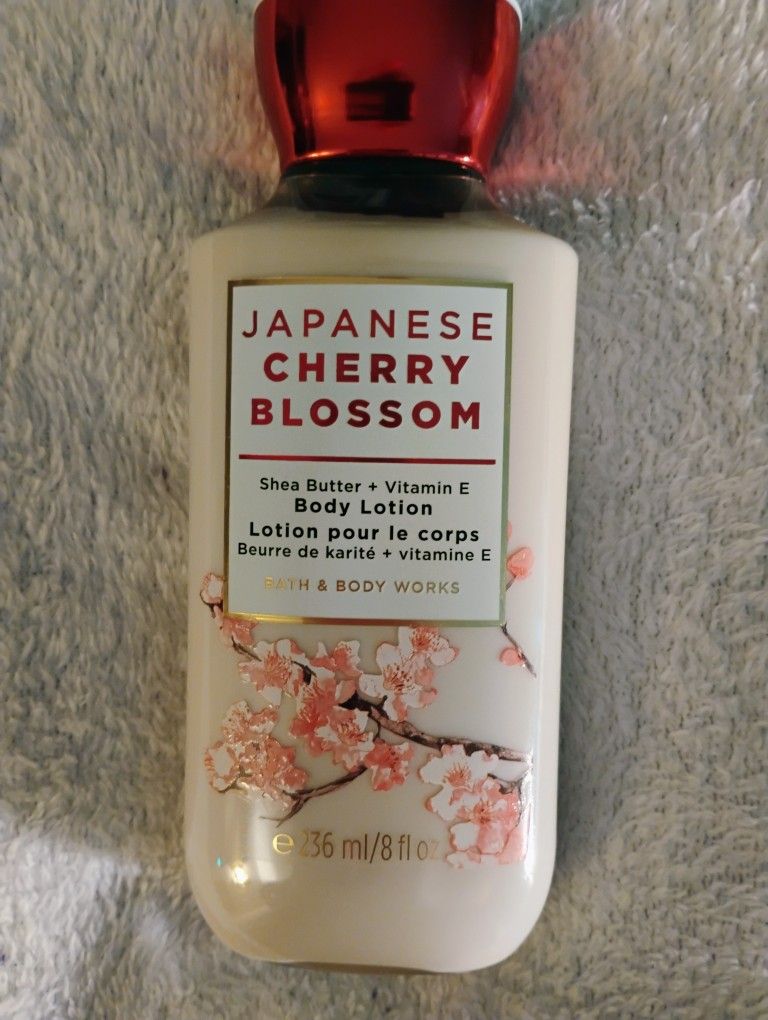 JAPANESE
CHERRY
BLOSSOM
Shea Butter + Vitamin E
Body Lotion
Lotion pour le corps
Beurre de karité + vitamine E
BATH & BODY WORKS
℮ 236 ml/8 fl oz